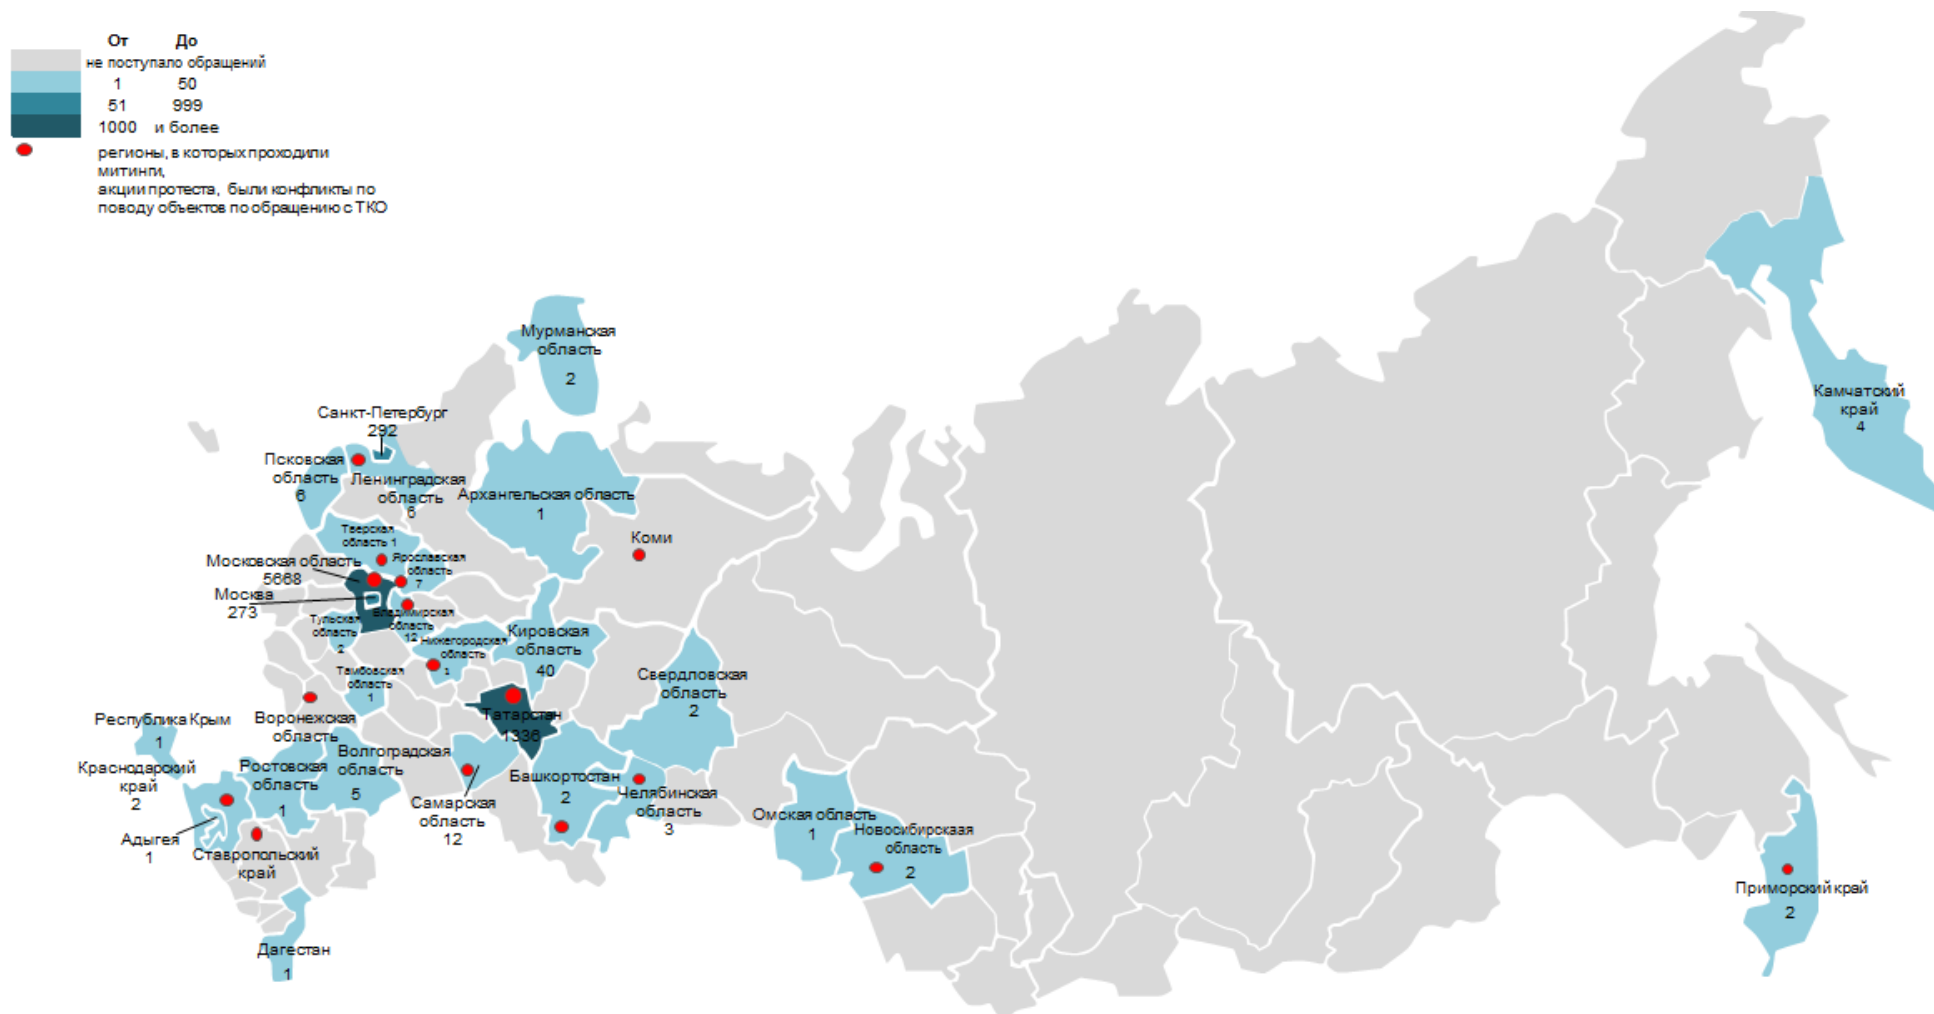 От До
не поступало обращений
1 50
51 999
1000 и более
регионы, в которых проходили
митинги,
акции протеста, были конфликты по
поводу объектов по обращению с ТКО
Мурманская
область
2
Санкт-Петербург
292
Псковская
область
6
Ленинградская
область
6
Архангельская область
1
Камчатский
край
4
Тверская
область 1
Коми
Московская область
5668
Ярославская
область
7
Москва
273
Владимирская
область
12
Тульская
область
2
Нижегородская
область
1
Кировская
область
40
Тамбовская
область
1
Свердловская
область
2
Татарстан
1336
Воронежская
область
Республика Крым
1
Волгоградская
область
5
Краснодарский
край
2
Ростовская
область
1
Башкортостан
2
Челябинская
область
3
Самарская
область
12
Омская область
1
Новосибирскаая
область
2
Адыгея
1
Ставропольский
край
Приморский край
2
Дагестан
1